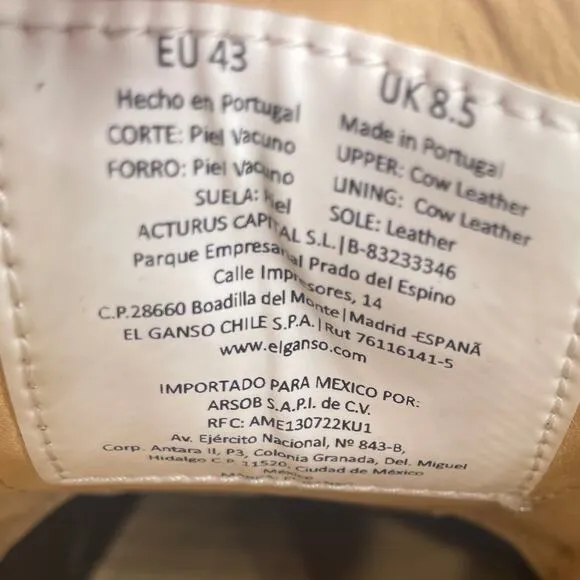 EU 43 UK 8.5
Hecho en Portugal Made in Portugal
CORTE: Piel Vacuno UPPER: Cow Leather
FORRO: Piel Vacuno LINING: Cow Leather
SUELA: Piel SOLE: Leather
ACTURUS CAPITAL S.L.|B-83233346
Parque Empresarial Prado del Espino
Calle Impresores, 14
C.P.28660 Boadilla del Monte|Madrid -ESPANÃ
EL GANSO CHILE S.P.A.|Rut 76116141-5
www.elganso.com
IMPORTADO PARA MEXICO POR:
ARSOB S.A.P.I. de C.V.
RFC: AME130722KU1
Av. Ejército Nacional, Nº 843-B,
Corp. Antara II, P3, Colonia Granada, Del. Miguel
Hidalgo C.P. 11520, Ciudad de México
México